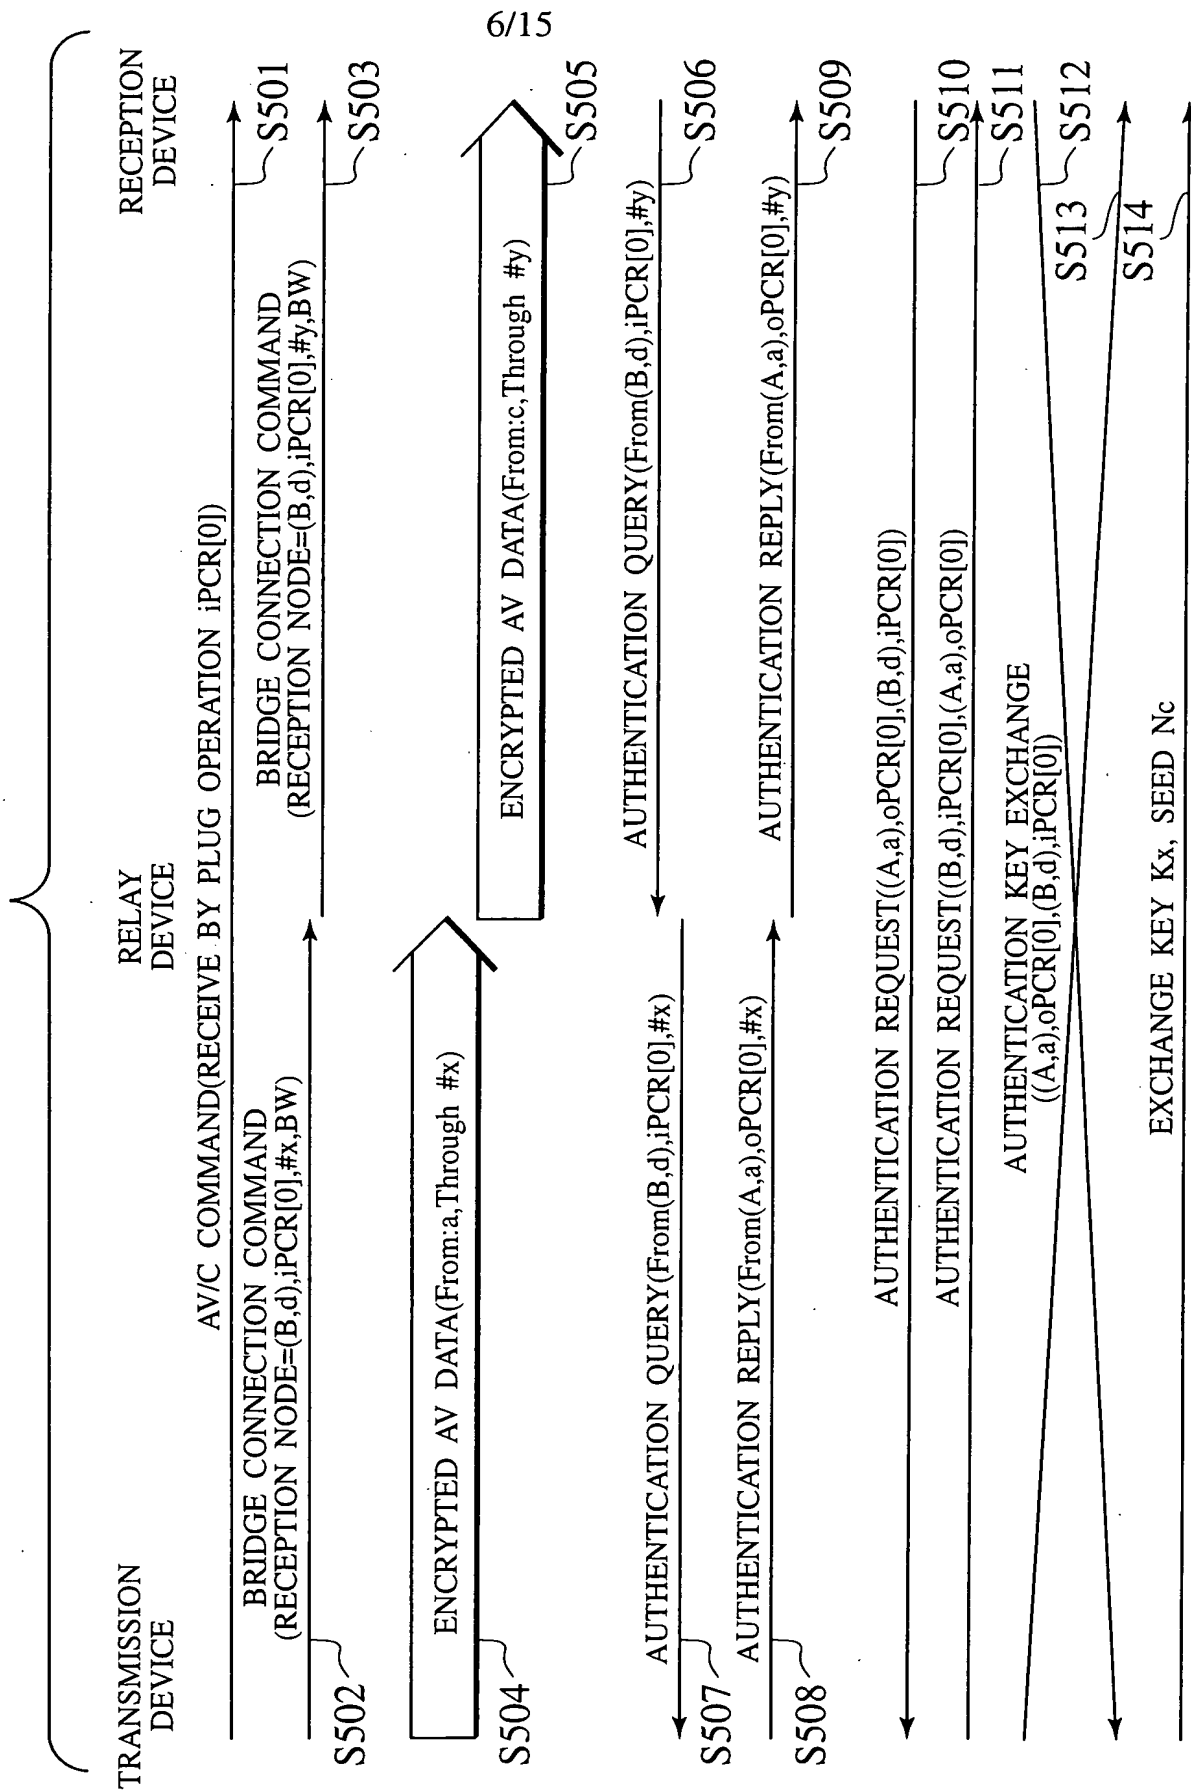 6/15
TRANSMISSION
DEVICE
RELAY
DEVICE
RECEPTION
DEVICE
AV/C COMMAND(RECEIVE BY PLUG OPERATION iPCR[0])
S501
BRIDGE CONNECTION COMMAND
(RECEPTION NODE=(B,d),iPCR[0],#x,BW)
S502
BRIDGE CONNECTION COMMAND
(RECEPTION NODE=(B,d),iPCR[0],#y,BW)
S503
ENCRYPTED AV DATA(From:a,Through #x)
S504
ENCRYPTED AV DATA(From:c,Through #y)
S505
AUTHENTICATION QUERY(From(B,d),iPCR[0],#y)
S506
AUTHENTICATION QUERY(From(B,d),iPCR[0],#x)
S507
AUTHENTICATION REPLY(From(A,a),oPCR[0],#x)
S508
AUTHENTICATION REPLY(From(A,a),oPCR[0],#y)
S509
AUTHENTICATION REQUEST((A,a),oPCR[0],(B,d),iPCR[0])
S510
AUTHENTICATION REQUEST((B,d),iPCR[0],(A,a),oPCR[0])
S511
AUTHENTICATION KEY EXCHANGE
((A,a),oPCR[0],(B,d),iPCR[0])
S512
S513
EXCHANGE KEY Kx, SEED Nc
S514